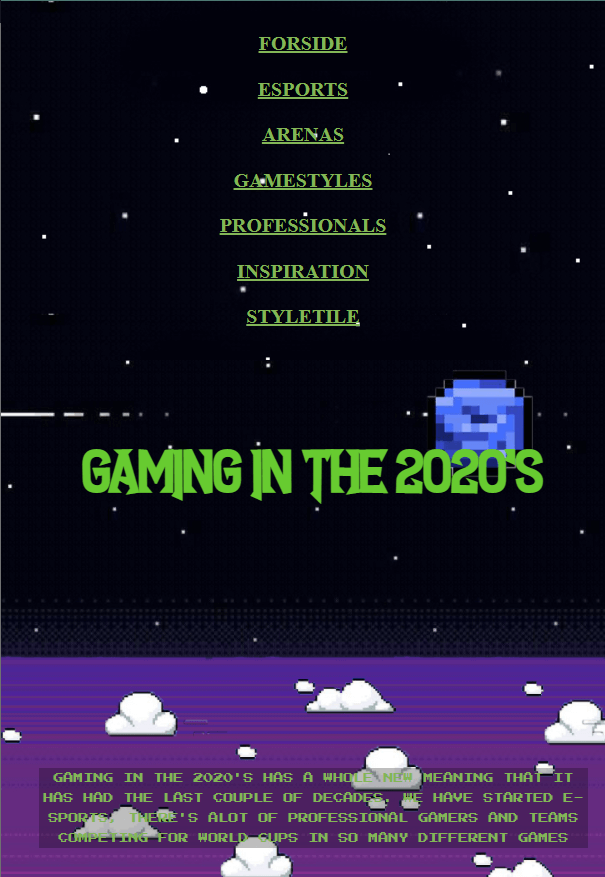 FORSIDE
ESPORTS
ARENAS
GAMESTYLES
PROFESSIONALS
INSPIRATION
STYLETILE
GAMING IN THE 2020'S
GAMING IN THE 2020'S HAS A WHOLE NEW MEANING THAT IT
HAS HAD THE LAST COUPLE OF DECADES. WE HAVE STARTED E-
SPORTS, THERE'S ALOT OF PROFESSIONAL GAMERS AND TEAMS
COMPETING FOR WORLD CUPS IN SO MANY DIFFERENT GAMES